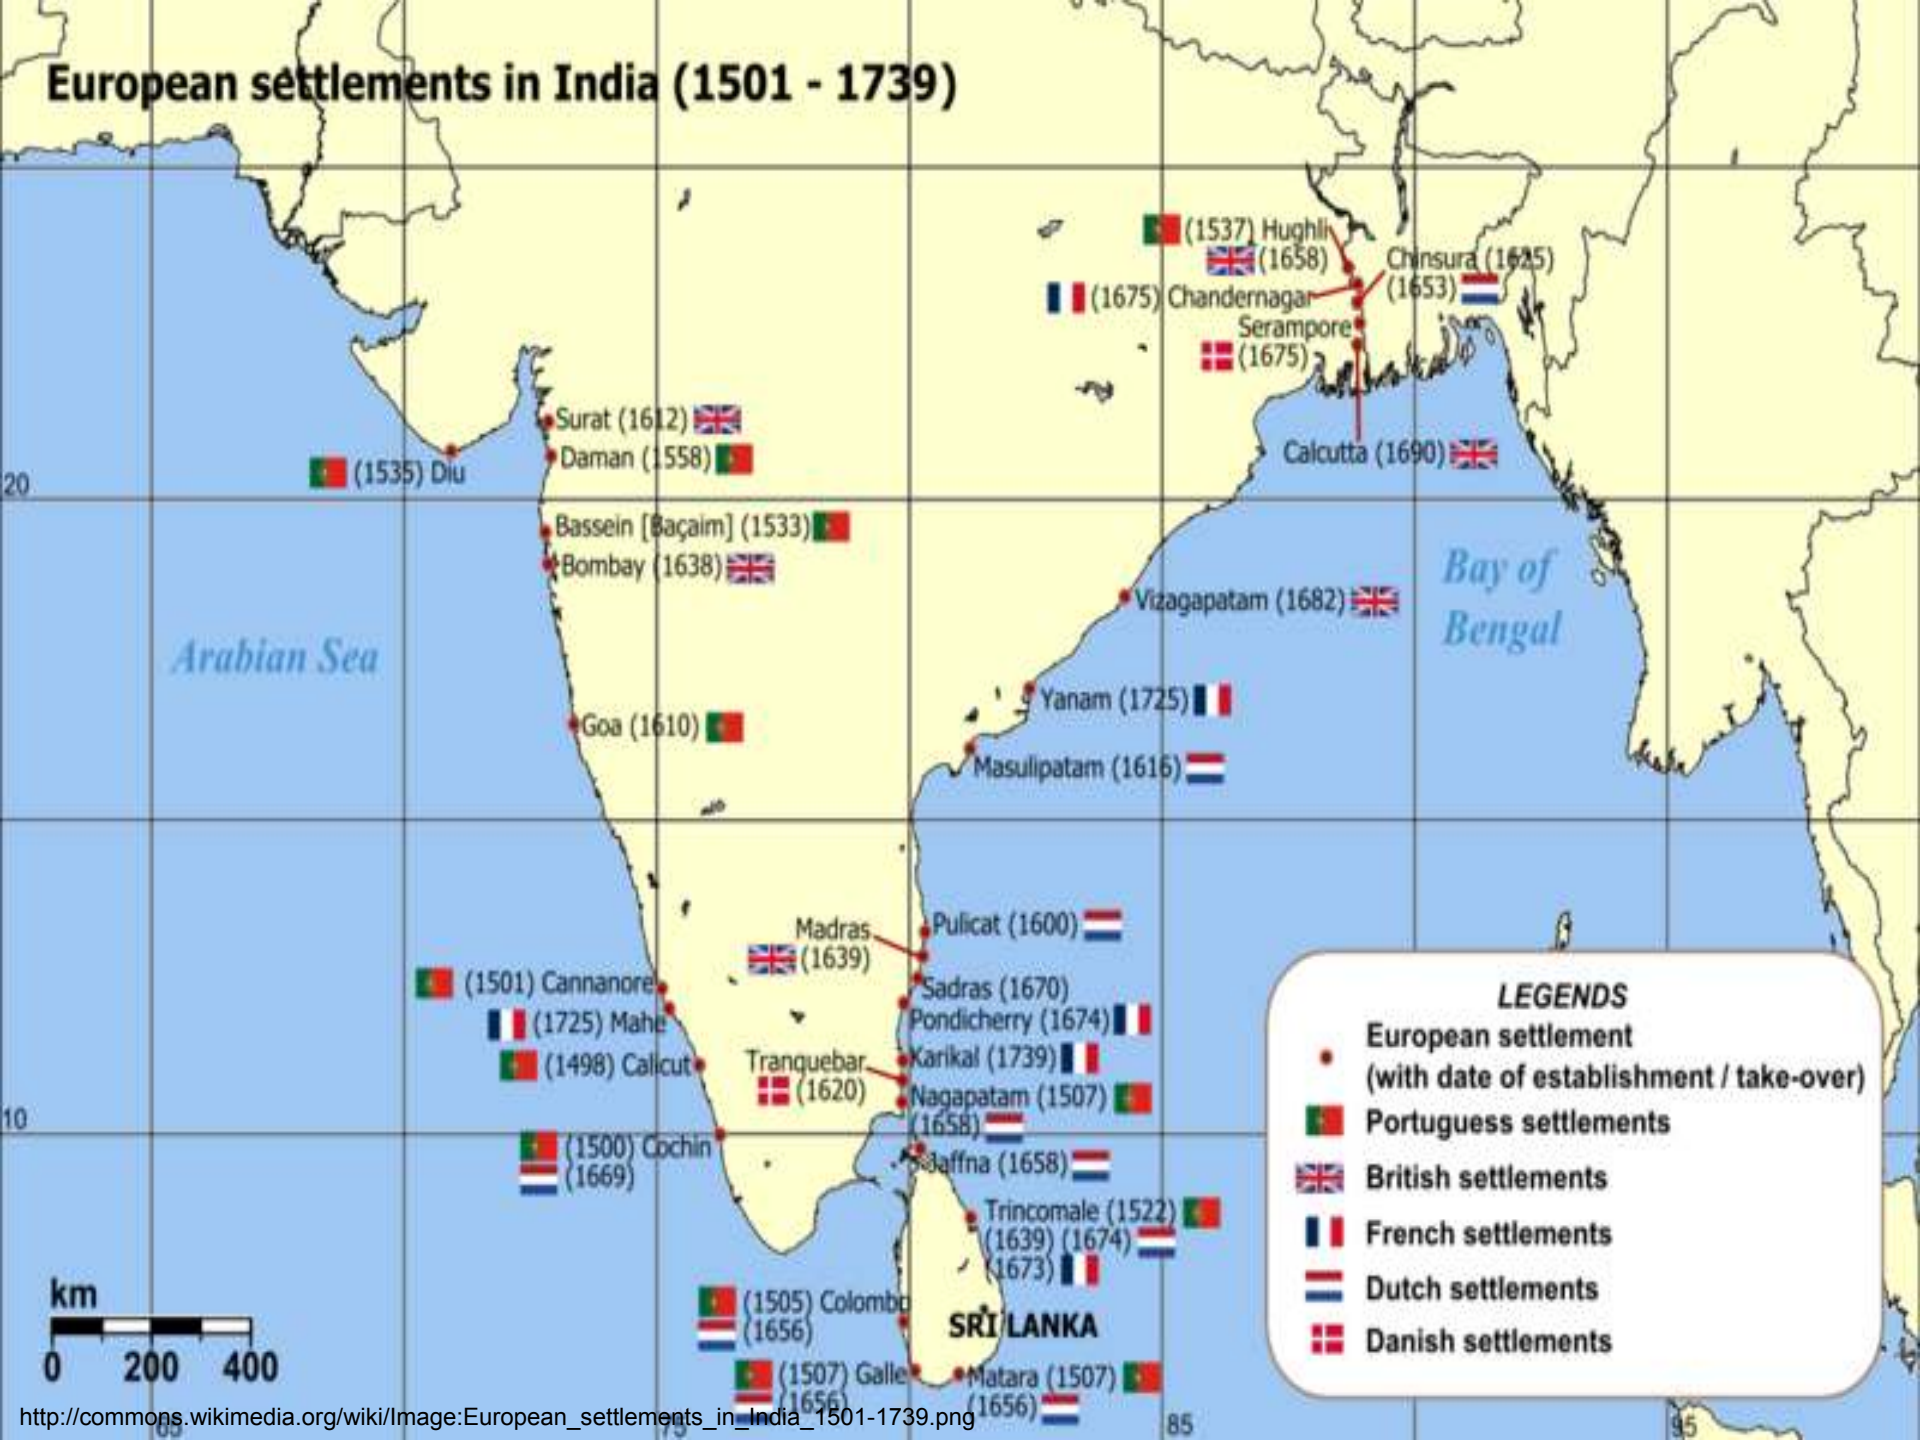 European settlements in India (1501 - 1739)
(1537) Hughli
(1658)
Chinsura (1625)
(1653)
(1675) Chandernagar
Serampore
(1675)
Surat (1612)
Daman (1558)
(1535) Diu
Calcutta (1690)
20
Bassein [Baçaim] (1533)
Bombay (1638)
Bay of
Bengal
Vizagapatam (1682)
Arabian Sea
Yanam (1725)
Goa (1610)
Masulipatam (1616)
Madras
(1639)
Pulicat (1600)
(1501) Cannanore
Sadras (1670)
(1725) Mahe
Pondicherry (1674)
(1498) Calicut
Tranquebar
(1620)
Karikal (1739)
Nagapatam (1507)
(1658)
10
(1500) Cochin
(1669)
Jaffna (1658)
Trincomale (1522)
(1639) (1674)
(1673)
(1505) Colombo
(1656)
SRI LANKA
(1507) Galle
(1656)
Matara (1507)
(1656)
LEGENDS
European settlement
(with date of establishment / take-over)
Portuguess settlements
British settlements
French settlements
Dutch settlements
Danish settlements
km
0 200 400
http://commons.wikimedia.org/wiki/Image:European_settlements_in_India_1501-1739.png
65
75
85
95